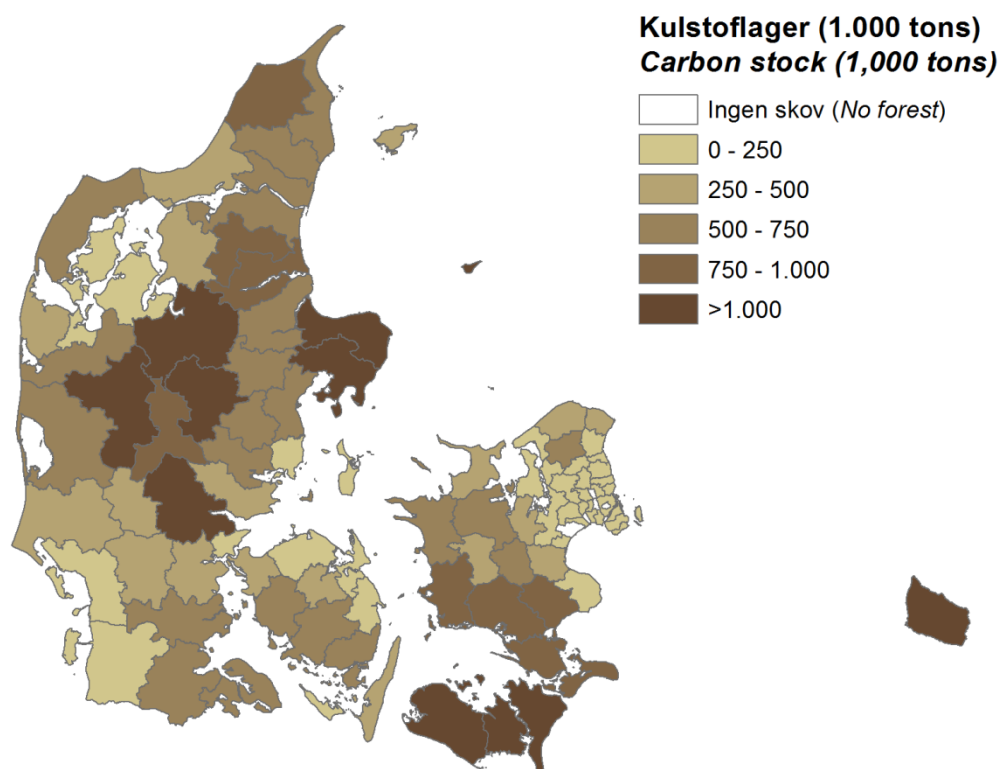 Kulstoflager (1.000 tons)
Carbon stock (1,000 tons)
Ingen skov (No forest)
0 - 250
250 - 500
500 - 750
750 - 1.000
>1.000